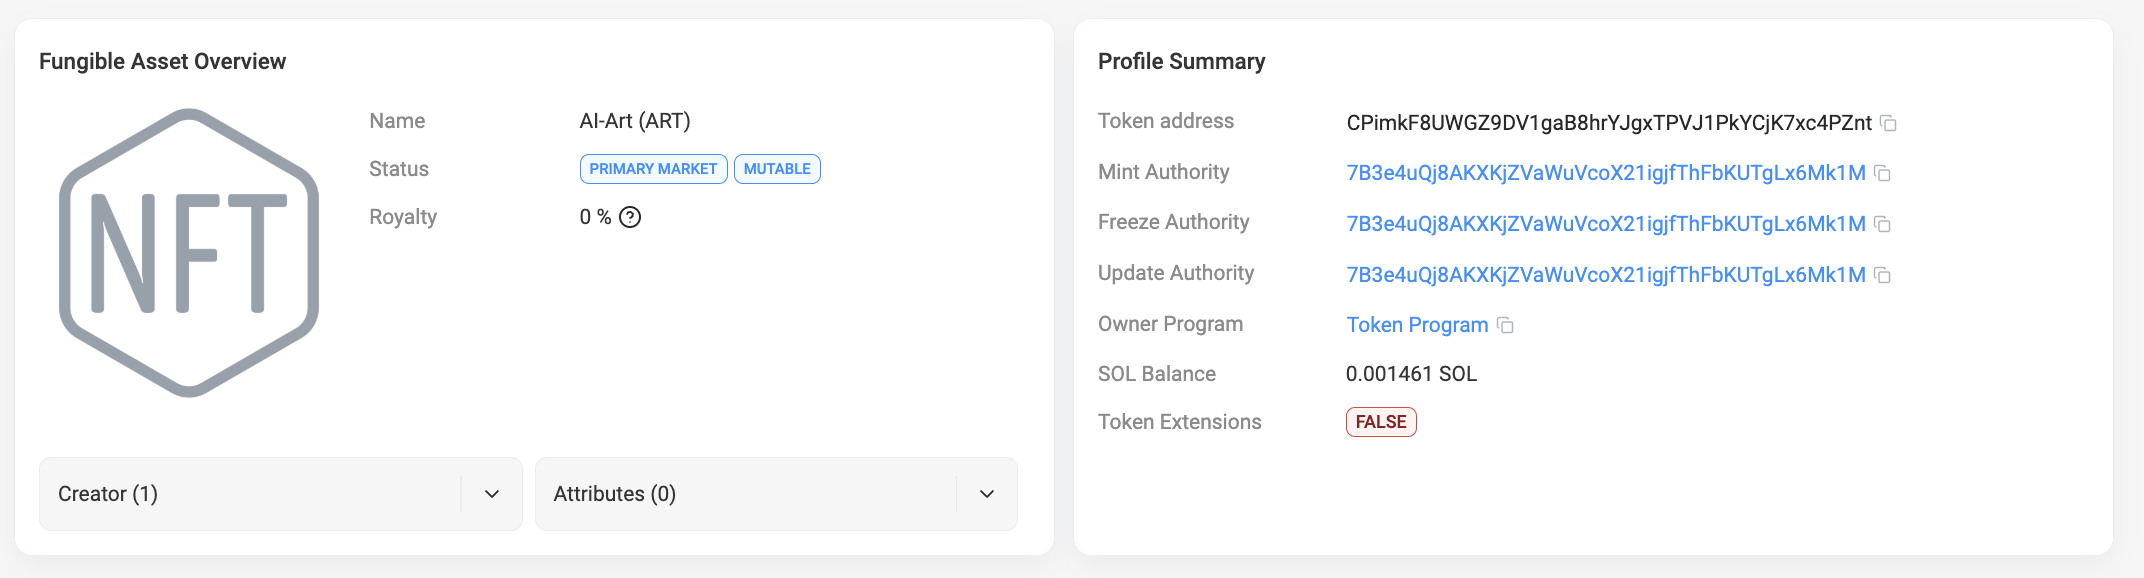 Fungible Asset Overview
NFT
Name AI-Art (ART)
Status PRIMARY MARKET MUTABLE
Royalty 0 % ?
Creator (1)
Attributes (0)
Profile Summary
Token address CPimkF8UWGZ9DV1gaB8hrYJgxTPVJ1PkYCjK7xc4PZnt
Mint Authority 7B3e4uQj8AKXKjZVaWuVcoX21igjfThFbKUTgLx6Mk1M
Freeze Authority 7B3e4uQj8AKXKjZVaWuVcoX21igjfThFbKUTgLx6Mk1M
Update Authority 7B3e4uQj8AKXKjZVaWuVcoX21igjfThFbKUTgLx6Mk1M
Owner Program Token Program
SOL Balance 0.001461 SOL
Token Extensions FALSE